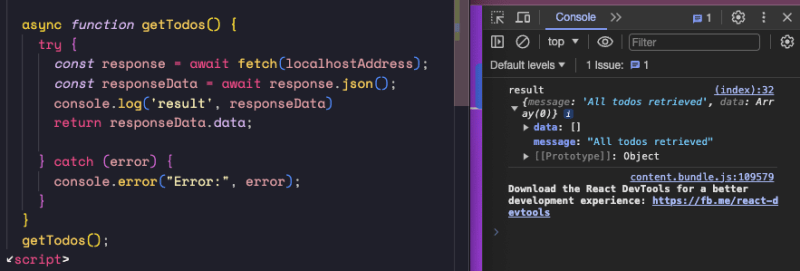 async function getTodos() {
try {
const response = await fetch(localhostAddress);
const responseData = await response.json();
console.log('result', responseData)
return responseData.data;
} catch (error) {
console.error("Error:", error);
}
}
getTodos();
</script>
Console
1
top
Filter
Default levels
1 Issue:
1
result
(index):32
{message: 'All todos retrieved', data: Arr
ay(0)}
data: []
message: "All todos retrieved"
[[Prototype]]: Object
content.bundle.js:109579
Download the React DevTools for a better
development experience: https://fb.me/react-d
evtools